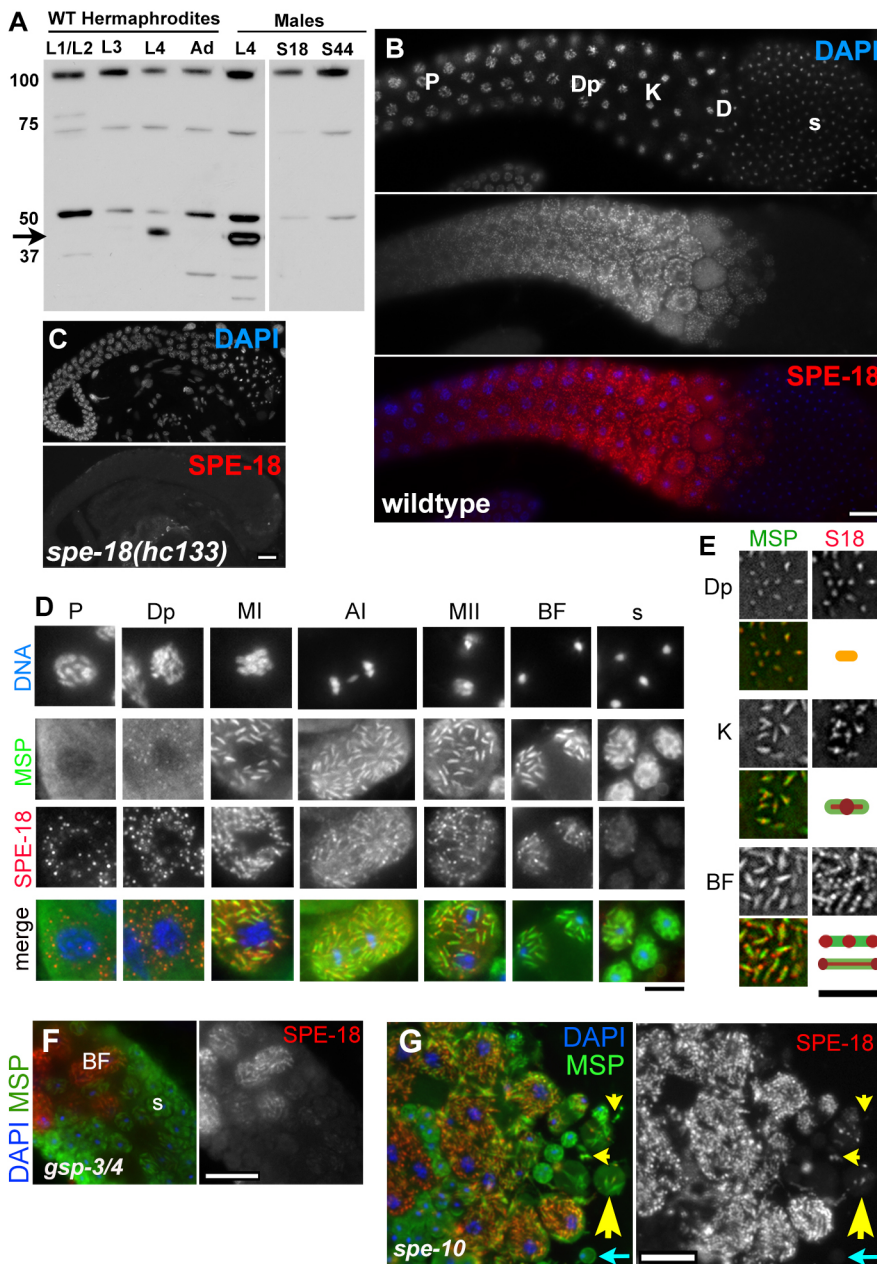 A
WT Hermaphrodites
Males
L1/L2 L3 L4 Ad L4 S18 S44
100
75
50
37
B
DAPI
P
Dp
K
D
s
SPE-18
wildtype
C
DAPI
SPE-18
spe-18(hc133)
D
P Dp MI AI MII BF s
DNA
MSP
SPE-18
merge
E
MSP S18
Dp
K
BF
F
SPE-18
BF
s
DAPI MSP
gsp-3/4
G
DAPI
MSP
SPE-18
spe-10